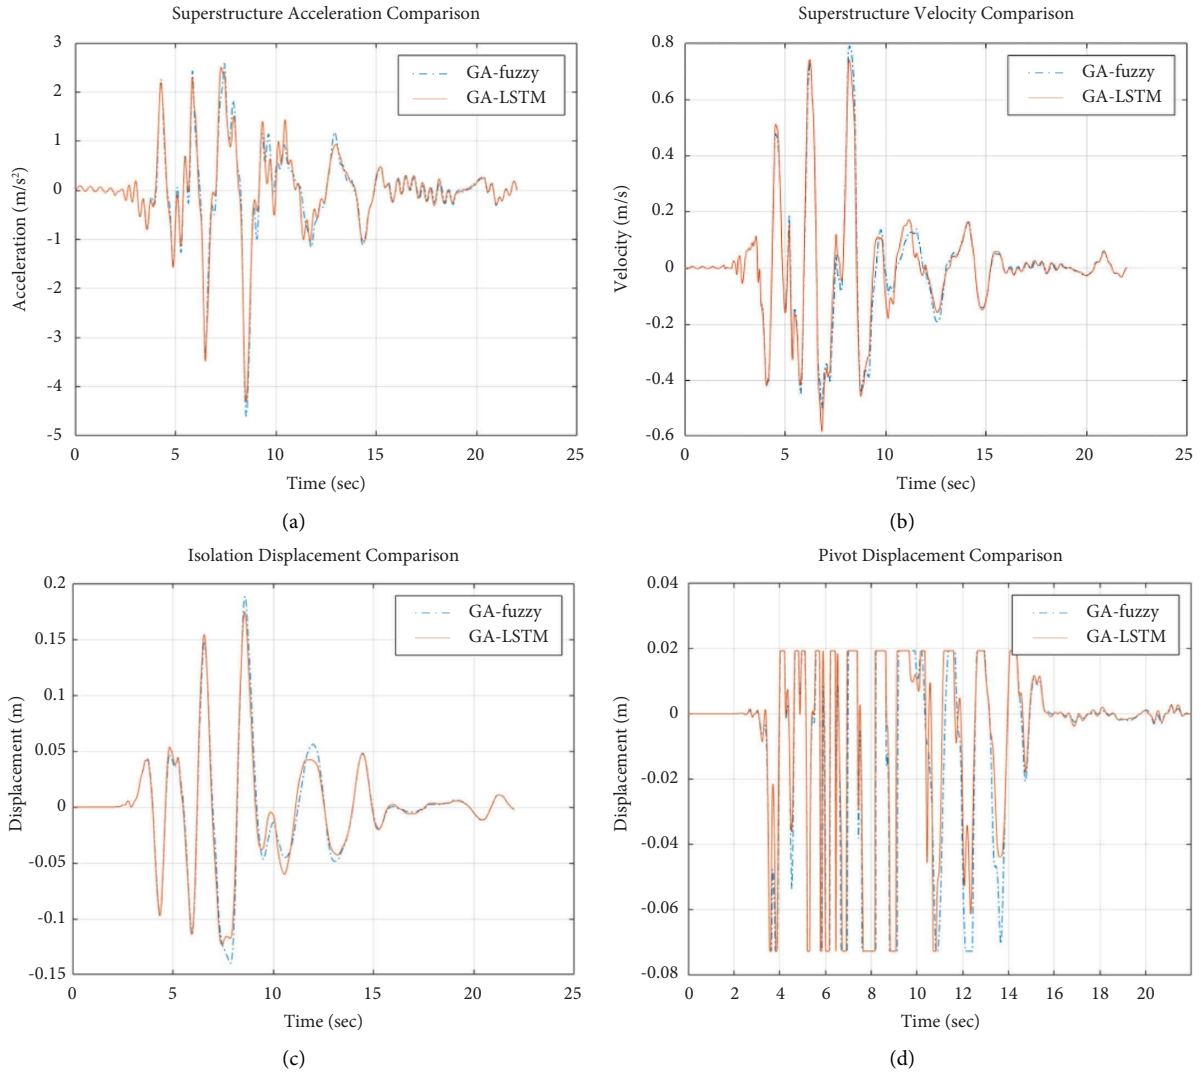 Superstructure Acceleration Comparison
3
2
1
0
-1
-2
-3
-4
-5
Acceleration (m/s²)
GA-fuzzy
GA-LSTM
0 5 10 15 20 25
Time (sec)
(a)
Superstructure Velocity Comparison
0.8
0.6
0.4
0.2
0
-0.2
-0.4
-0.6
Velocity (m/s)
GA-fuzzy
GA-LSTM
0 5 10 15 20 25
Time (sec)
(b)
Isolation Displacement Comparison
0.2
0.15
0.1
0.05
0
-0.05
-0.1
-0.15
Displacement (m)
GA-fuzzy
GA-LSTM
0 5 10 15 20 25
Time (sec)
(c)
Pivot Displacement Comparison
0.04
0.02
0
-0.02
-0.04
-0.06
-0.08
Displacement (m)
GA-fuzzy
GA-LSTM
0 2 4 6 8 10 12 14 16 18 20
Time (sec)
(d)